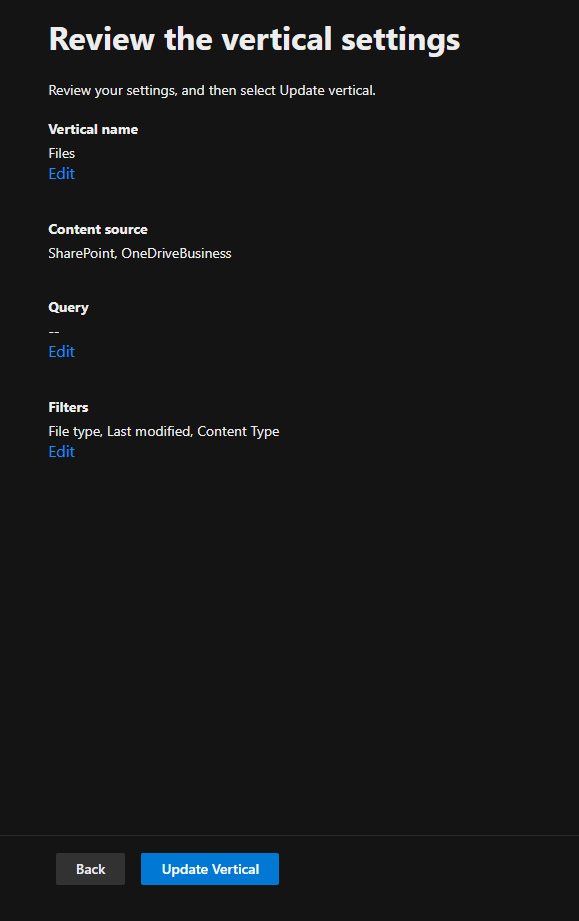 Review the vertical settings
Review your settings, and then select Update vertical.
Vertical name
Files
Edit
Content source
SharePoint, OneDriveBusiness
Query
--
Edit
Filters
File type, Last modified, Content Type
Edit
Back
Update Vertical